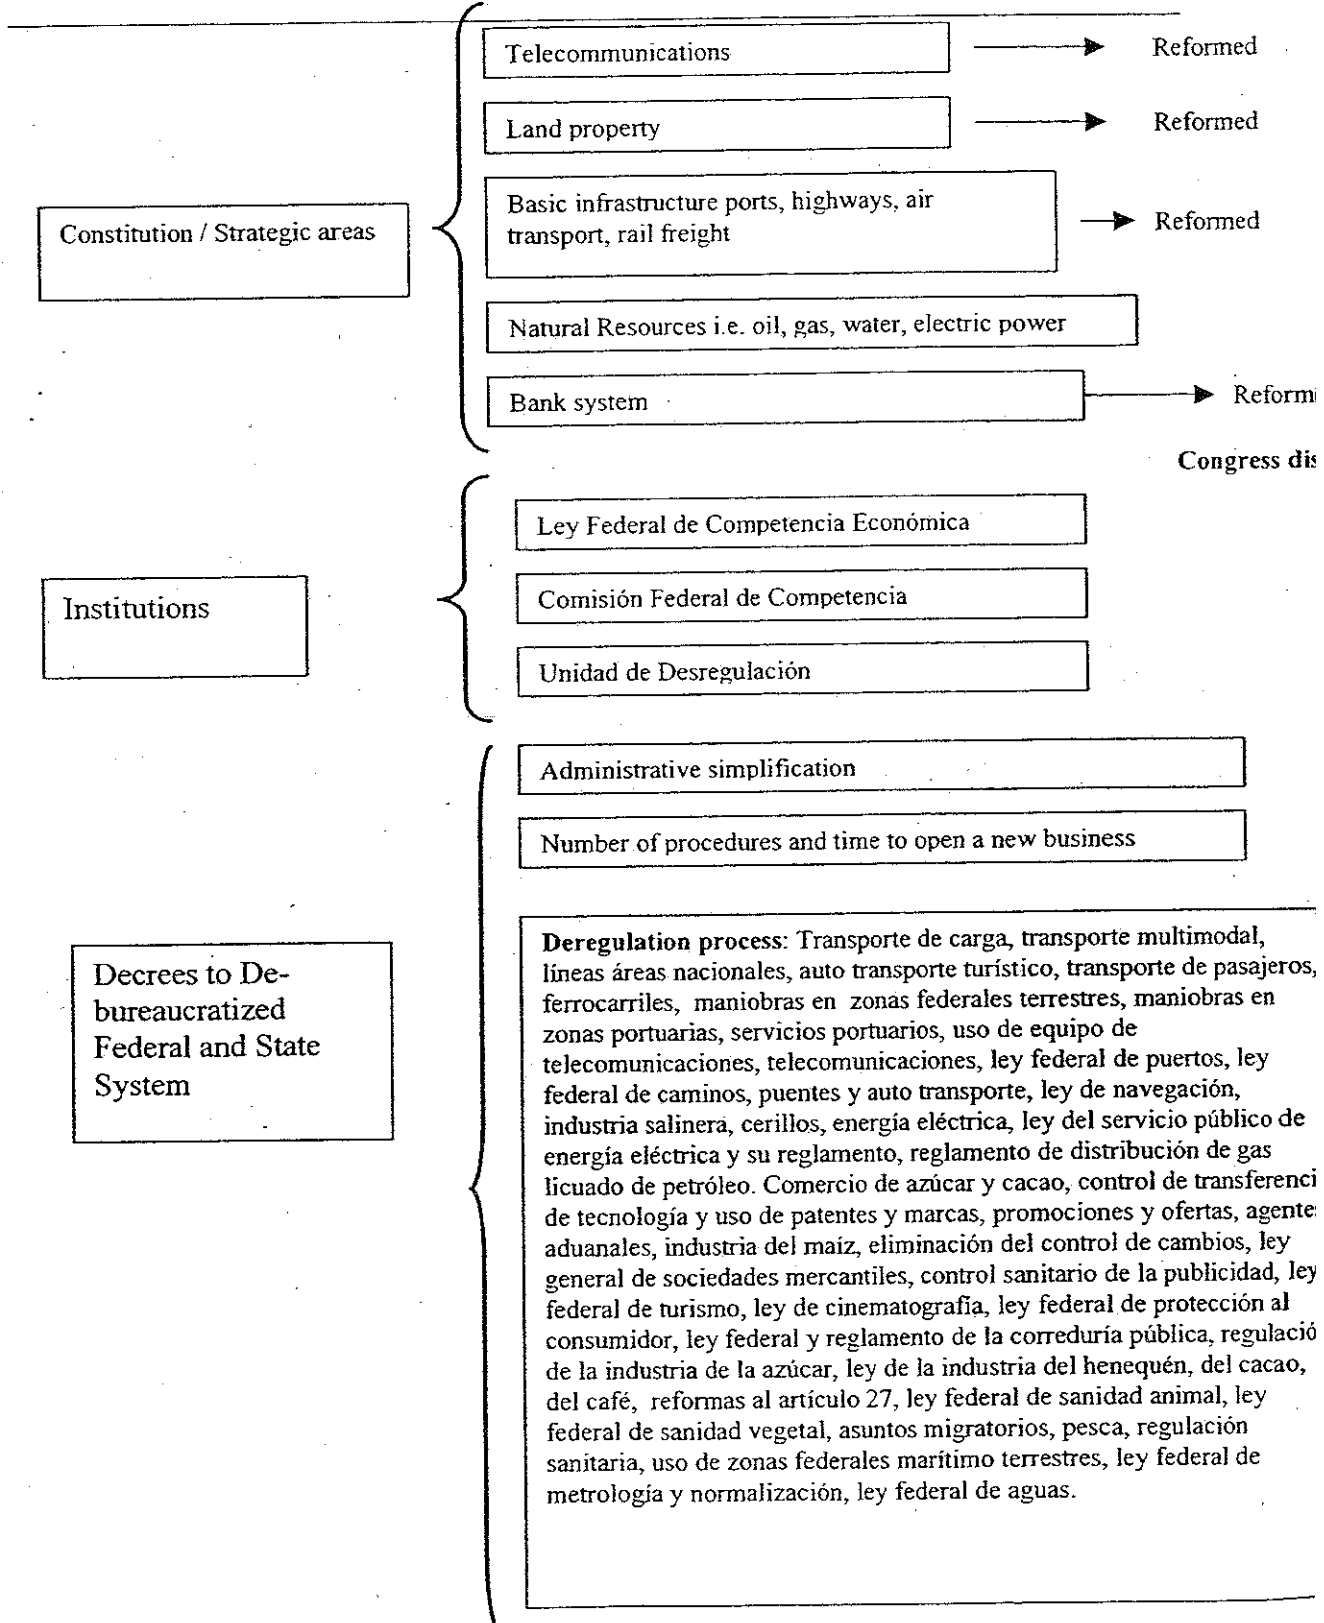 Telecommunications
Reformed
Land property
Reformed
Constitution / Strategic areas
Basic infrastructure ports, highways, air
transport, rail freight
Reformed
Natural Resources i.e. oil, gas, water, electric power
Bank system
Reform
Congress dis
Institutions
Ley Federal de Competencia Económica
Comisión Federal de Competencia
Unidad de Desregulación
Decrees to De-
bureaucratized
Federal and State
System
Administrative simplification
Number of procedures and time to open a new business
Deregulation process: Transporte de carga, transporte multimodal,
líneas áreas nacionales, auto transporte turístico, transporte de pasajeros,
ferrocarriles, maniobras en zonas federales terrestres, maniobras en
zonas portuarias, servicios portuarios, uso de equipo de
telecomunicaciones, telecomunicaciones, ley federal de puertos, ley
federal de caminos, puentes y auto transporte, ley de navegación,
industria salinera, cerillos, energía eléctrica, ley del servicio público de
energía eléctrica y su reglamento, reglamento de distribución de gas
licuado de petróleo. Comercio de azúcar y cacao, control de transferenci
de tecnología y uso de patentes y marcas, promociones y ofertas, agente
aduanales, industria del maíz, eliminación del control de cambios, ley
general de sociedades mercantiles, control sanitario de la publicidad, ley
federal de turismo, ley de cinematografía, ley federal de protección al
consumidor, ley federal y reglamento de la correduría pública, regulació
de la industria de la azúcar, ley de la industria del henequén, del cacao,
del café, reformas al artículo 27, ley federal de sanidad animal, ley
federal de sanidad vegetal, asuntos migratorios, pesca, regulación
sanitaria, uso de zonas federales marítimo terrestres, ley federal de
metrología y normalización, ley federal de aguas.